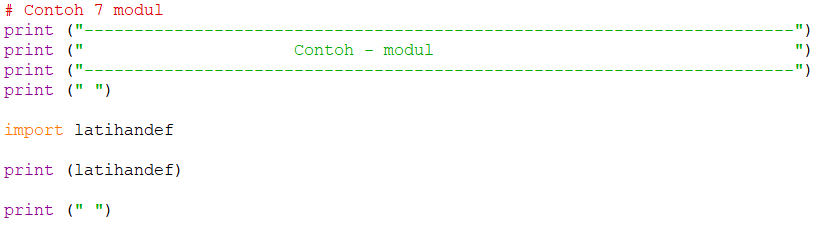 # Contoh 7 modul
print ("-----------------------------------------------------------------------")
print ("                     Contoh - modul                                    ")
print ("-----------------------------------------------------------------------")
print (" ")
import latihandef
print (latihandef)
print (" ")